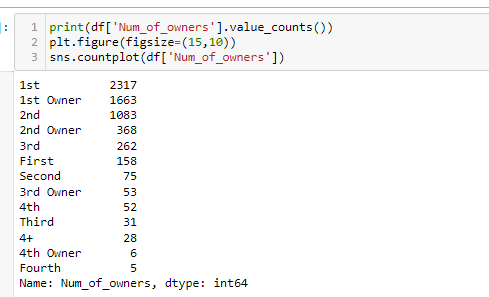 ]:
1 print(df['Num_of_owners'].value_counts())
2 plt.figure(figsize=(15,10))
3 sns.countplot(df['Num_of_owners'])
1st 2317
1st Owner 1663
2nd 1083
2nd Owner 368
3rd 262
First 158
Second 75
3rd Owner 53
4th 52
Third 31
4+ 28
4th Owner 6
Fourth 5
Name: Num_of_owners, dtype: int64